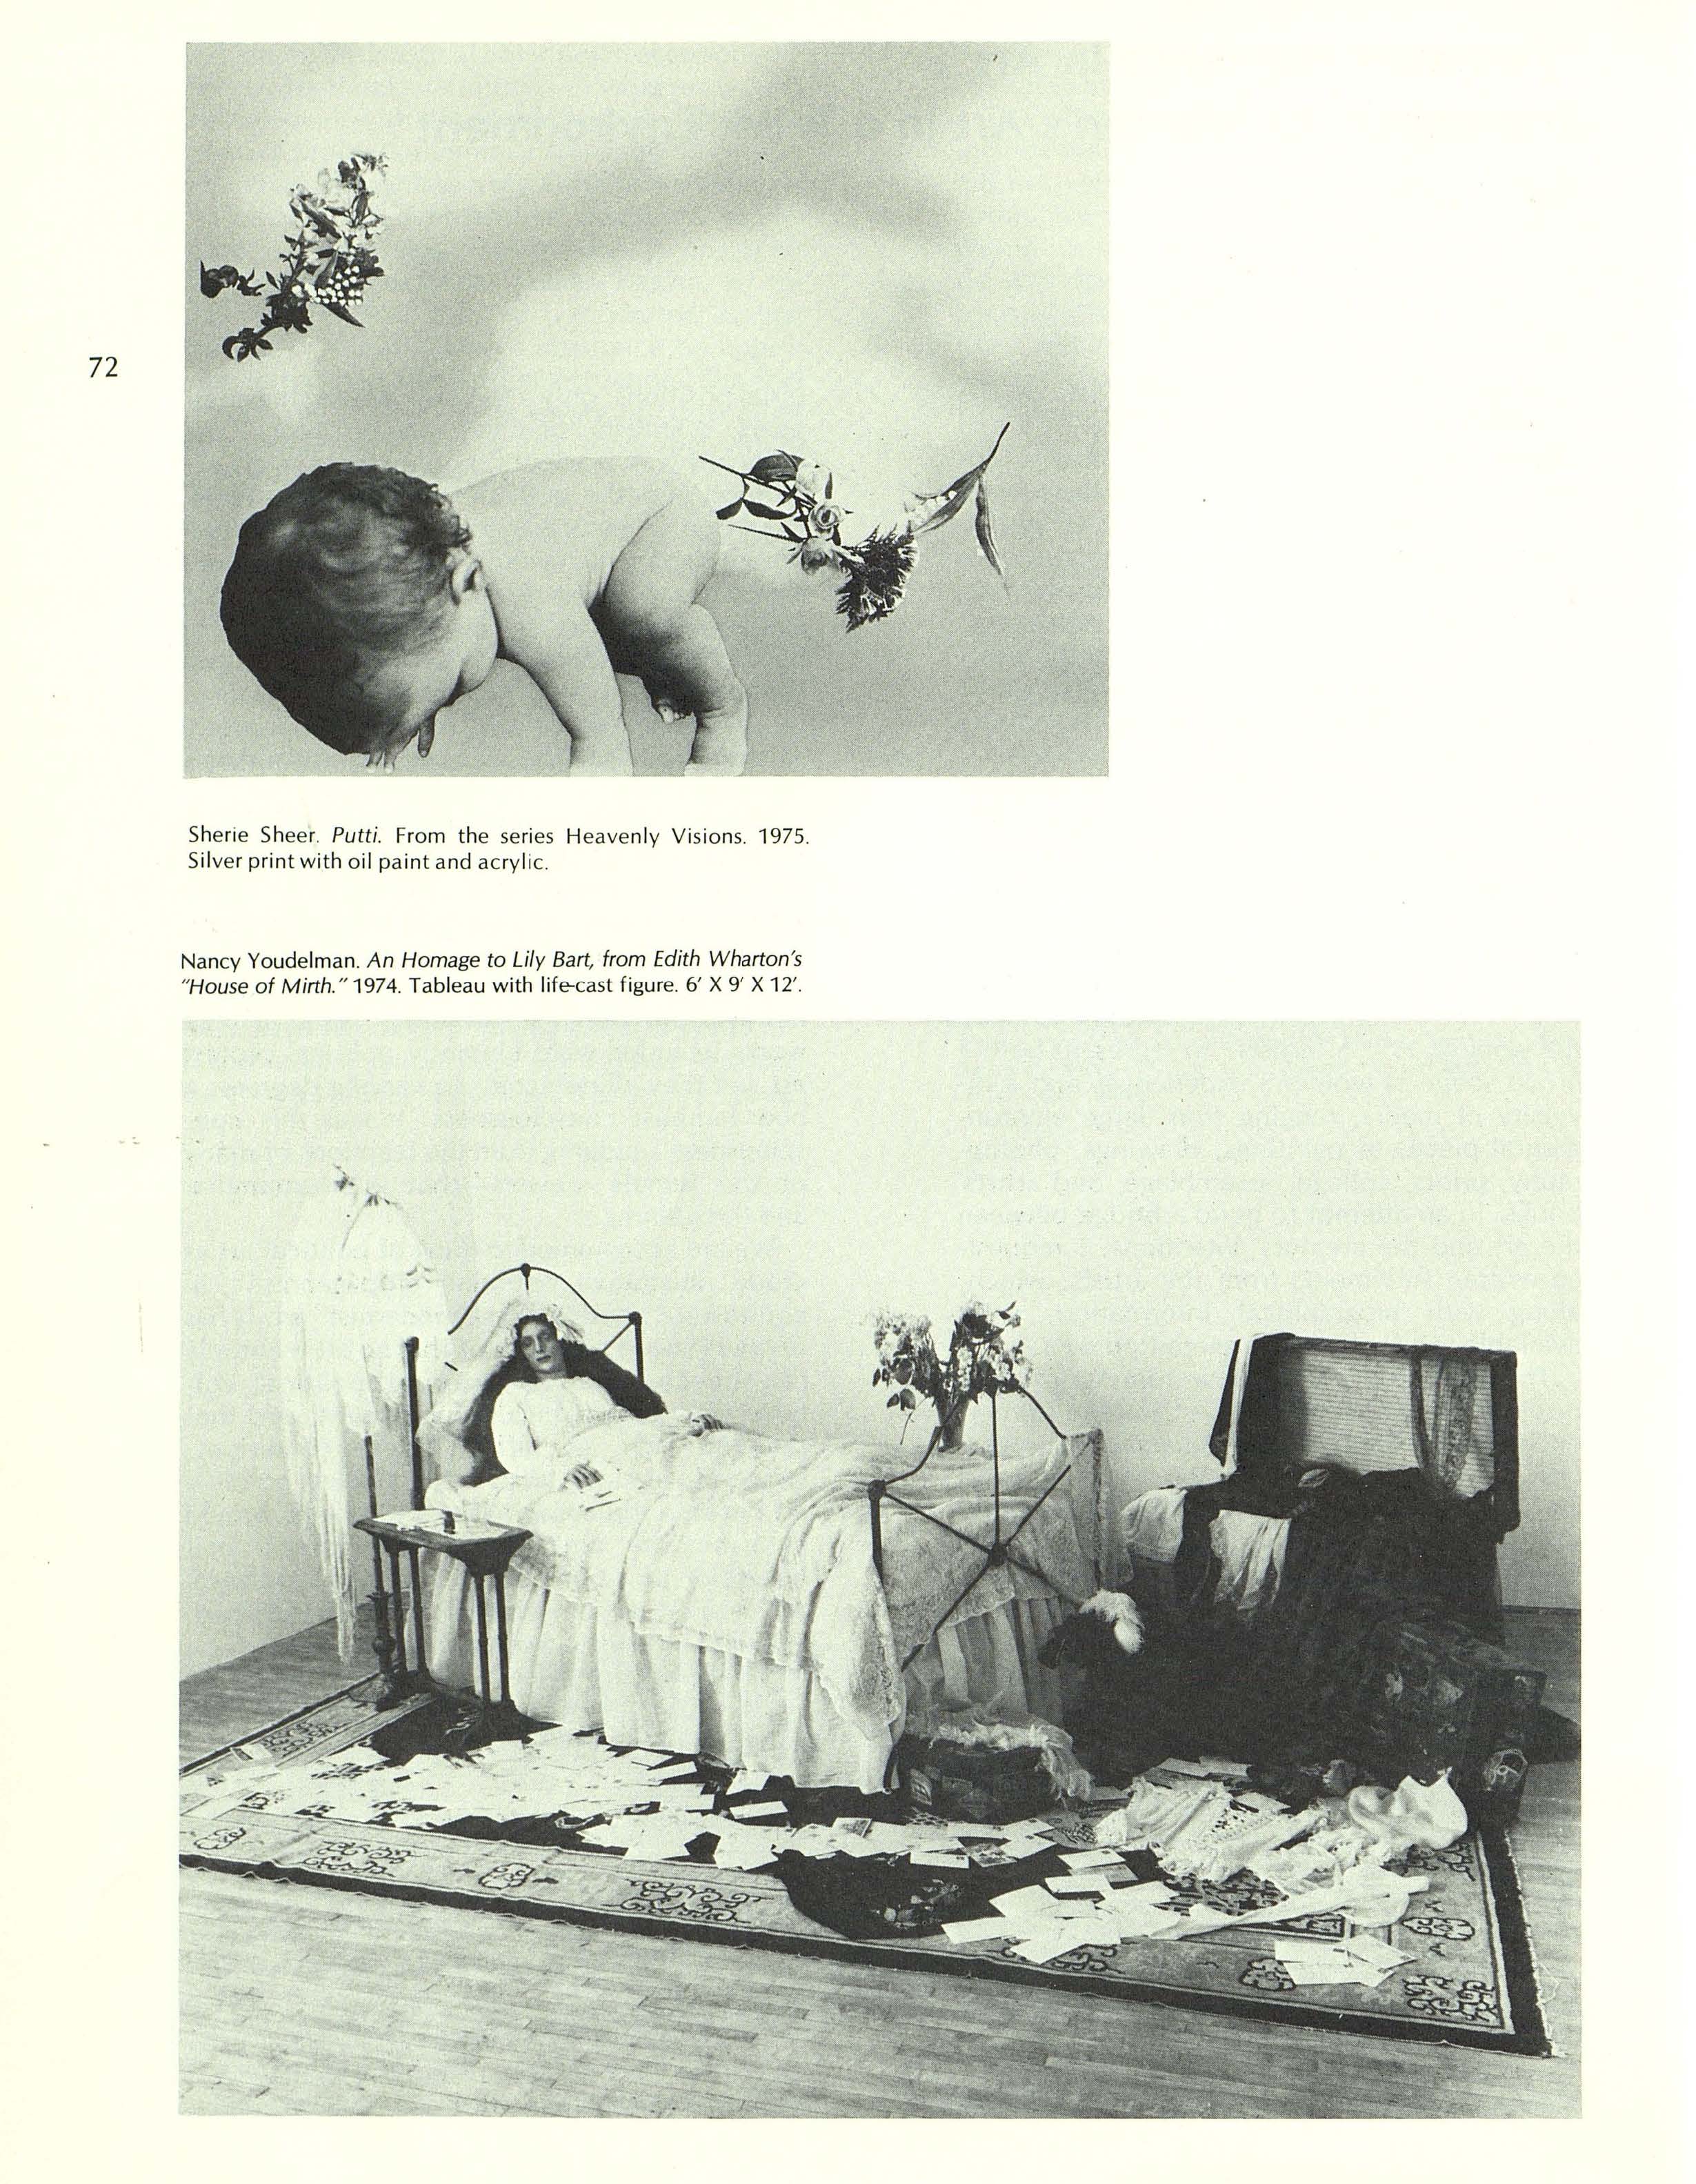 72
Sherie Sheer. Putti. From the series Heavenly Visions. 1975.
Silver print with oil paint and acrylic.
Nancy Youdelman. An Homage to Lily Bart, from Edith Wharton's
"House of Mirth." 1974. Tableau with life-cast figure. 6' X 9' X 12'.